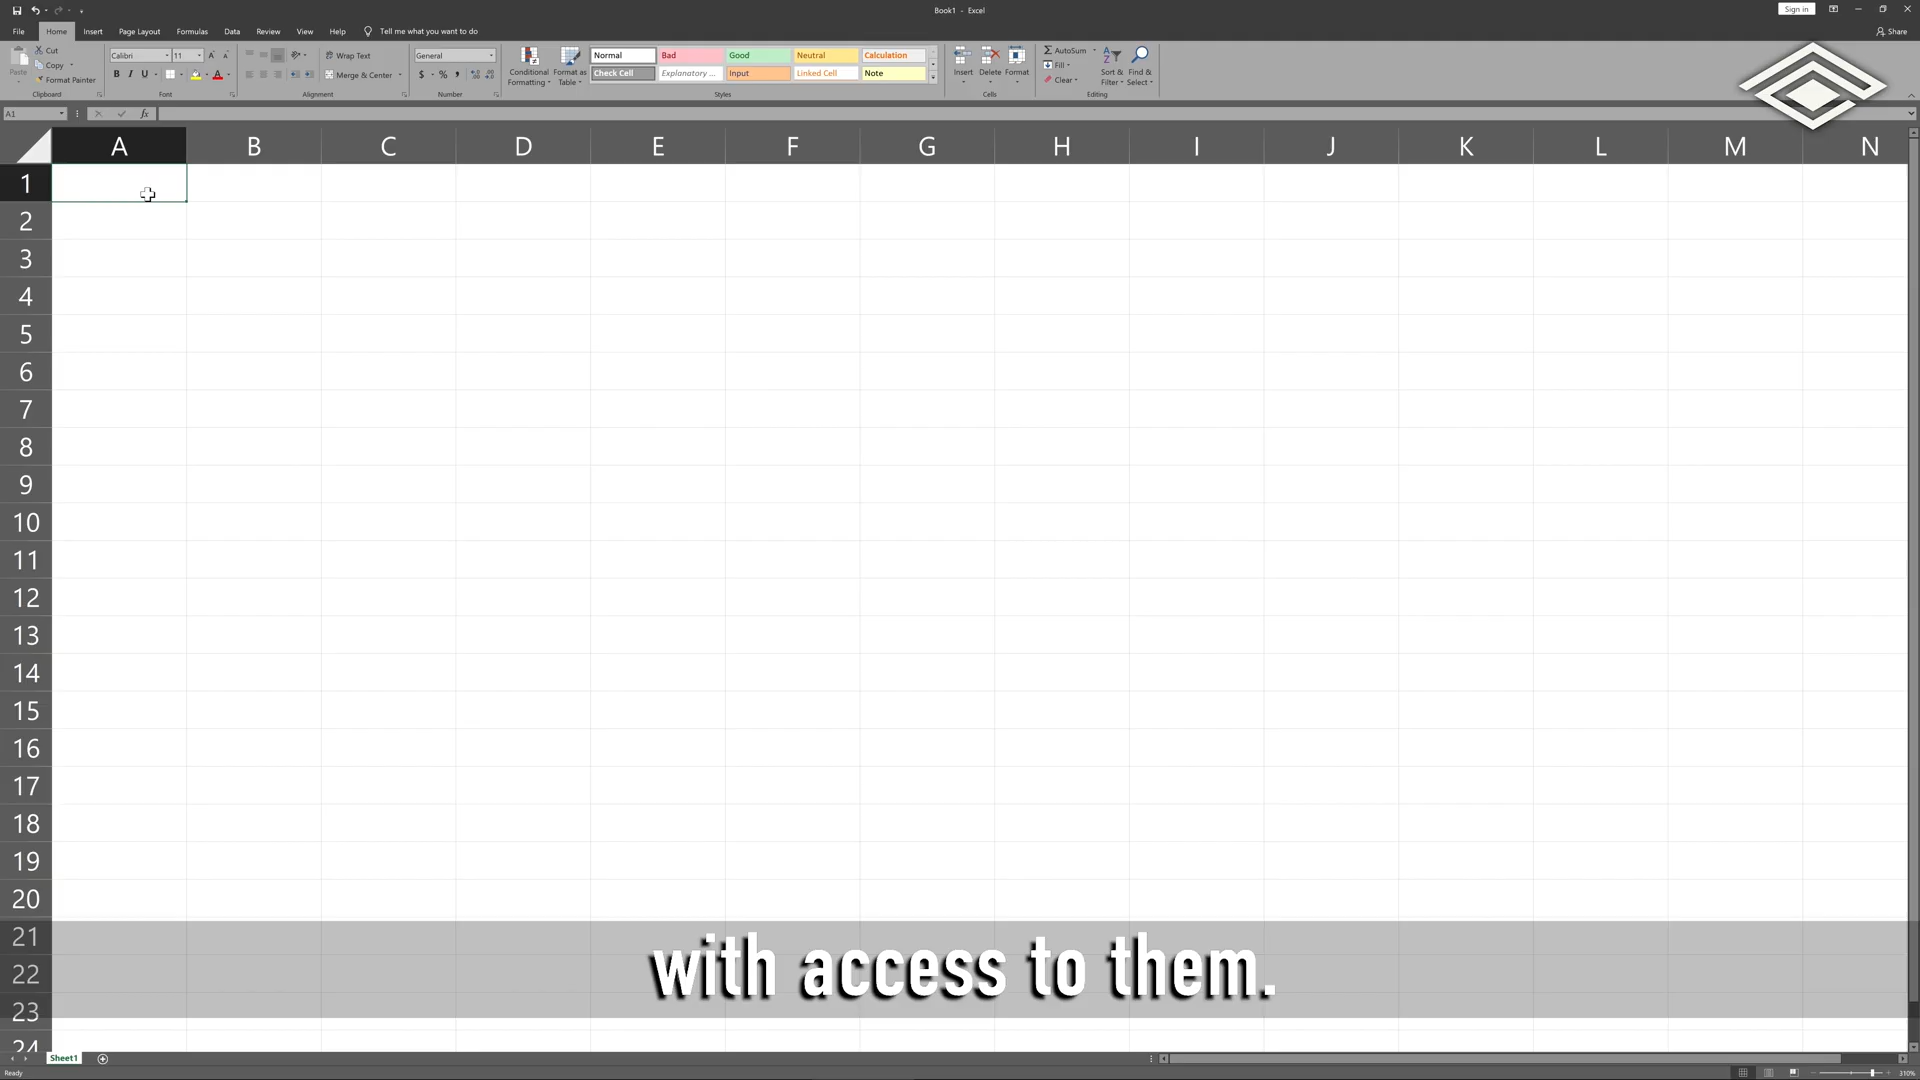 Book1 - Excel
Sign in
File Home Insert Page Layout Formulas Data Review View Help Tell me what you want to do
Share
Paste
Cut
Copy
Format Painter
Clipboard
Calibri 11
B I U
Font
Wrap Text
Merge & Center
Alignment
General
$ % ,
Number
Conditional Formatting
Format as Table
Normal Bad Good Neutral Calculation
Check Cell Explanatory ... Input Linked Cell Note
Styles
Insert Delete Format
Cells
AutoSum
Fill
Clear
Sort & Filter
Find & Select
Editing
A1
fx
A B C D E F G H I J K L M N
1
2
3
4
5
6
7
8
9
10
11
12
13
14
15
16
17
18
19
20
21
22
23
24
with access to them.
Sheet1
Ready
310%